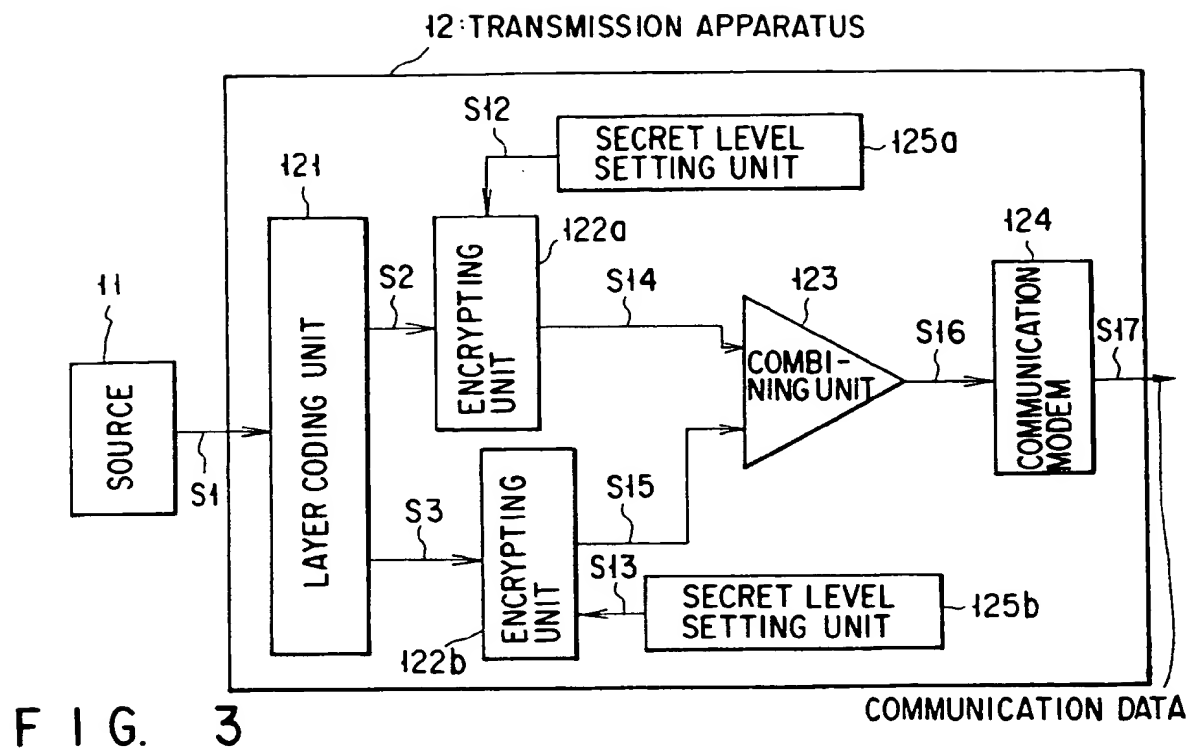 12:TRANSMISSION APPARATUS
S12
SECRET LEVEL
SETTING UNIT
125a
121
122a
124
11
S2
S14
123
S16
S17
SOURCE
S1
LAYER CODING UNIT
ENCRYPTING
UNIT
COMBI-
NING UNIT
COMMUNICATION
MODEM
S3
S15
ENCRYPTING
UNIT
S13
SECRET LEVEL
SETTING UNIT
125b
122b
COMMUNICATION DATA
FIG. 3